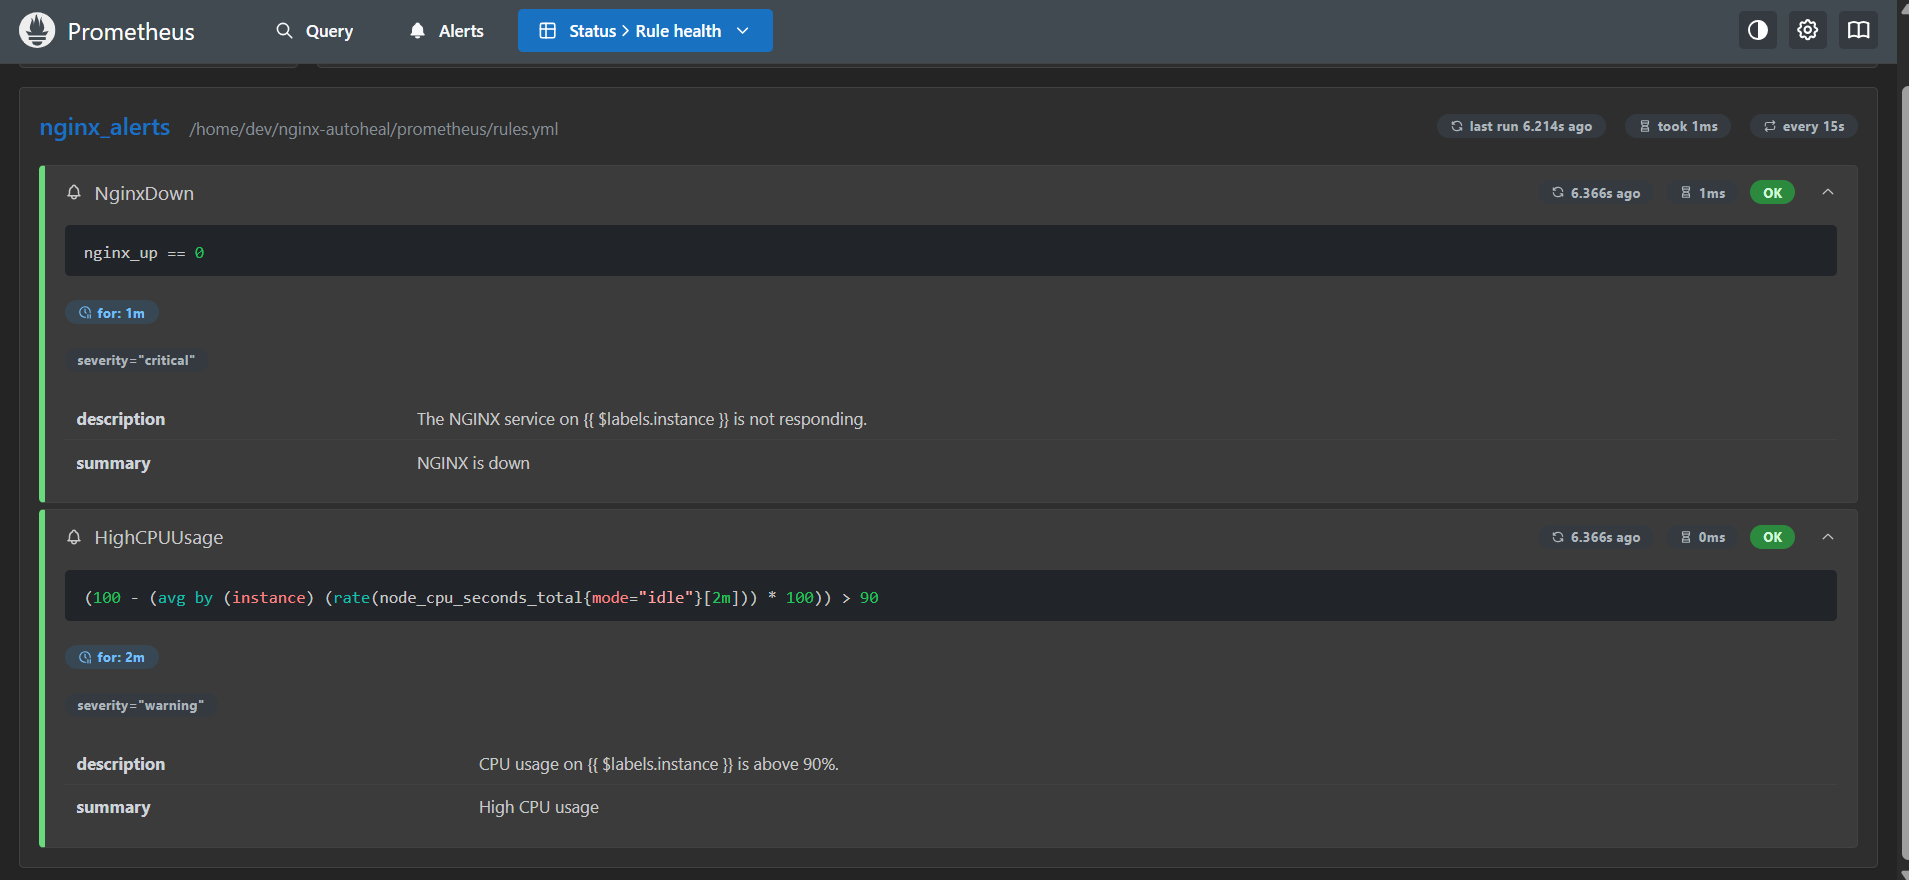 Prometheus Query Alerts Status > Rule health
nginx_alerts /home/dev/nginx-autoheal/prometheus/rules.yml last run 6.214s ago took 1ms every 15s
NginxDown 6.366s ago 1ms OK
nginx_up == 0
for: 1m
severity="critical"
description The NGINX service on {{ $labels.instance }} is not responding.
summary NGINX is down
HighCPUUsage 6.366s ago 0ms OK
(100 - (avg by (instance) (rate(node_cpu_seconds_total{mode="idle"}[2m])) * 100)) > 90
for: 2m
severity="warning"
description CPU usage on {{ $labels.instance }} is above 90%.
summary High CPU usage